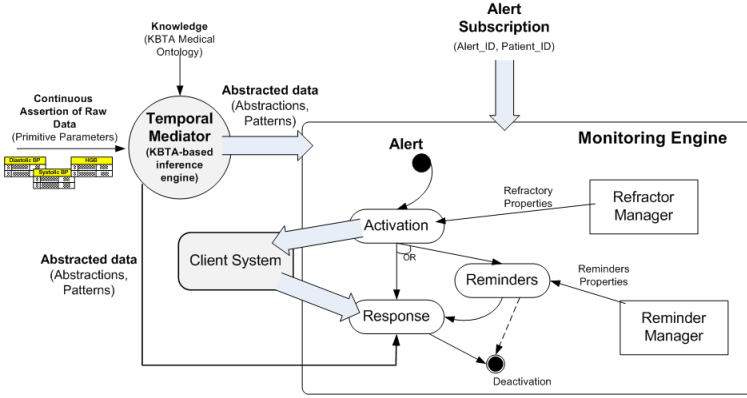 Knowledge
(KBTA Medical
Ontology)
Alert
Subscription
(Alert_ID, Patient_ID)
Continuous
Assertion of Raw
Data
(Primitive Parameters)
Diastolic BP
HGB
Systolic BP
Temporal
Mediator
(KBTA-based
inference
engine)
Abstracted data
(Abstractions,
Patterns)
Monitoring Engine
Alert
Refractory
Properties
Refractor
Manager
Activation
OR
Client System
Abstracted data
(Abstractions,
Patterns)
Reminders
Reminders
Properties
Response
Reminder
Manager
Deactivation